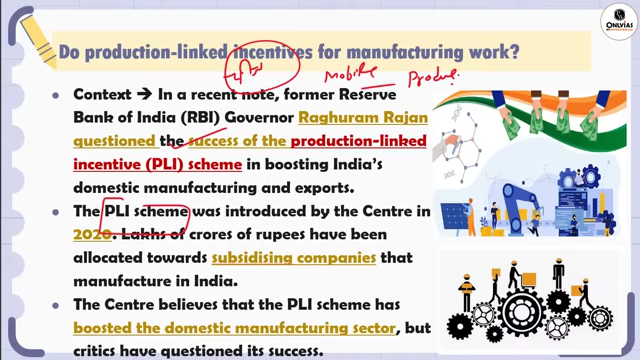 ONLYIAS
Do production-linked incentives for manufacturing work?
Mobile Produ
Context → In a recent note, former Reserve
Bank of India (RBI) Governor Raghuram Rajan
questioned the success of the production-linked
incentive (PLI) scheme in boosting India's
domestic manufacturing and exports.
The PLI scheme was introduced by the Centre in
2020. Lakhs of crores of rupees have been
allocated towards subsidising companies that
manufacture in India.
The Centre believes that the PLI scheme has
boosted the domestic manufacturing sector, but
critics have questioned its success.